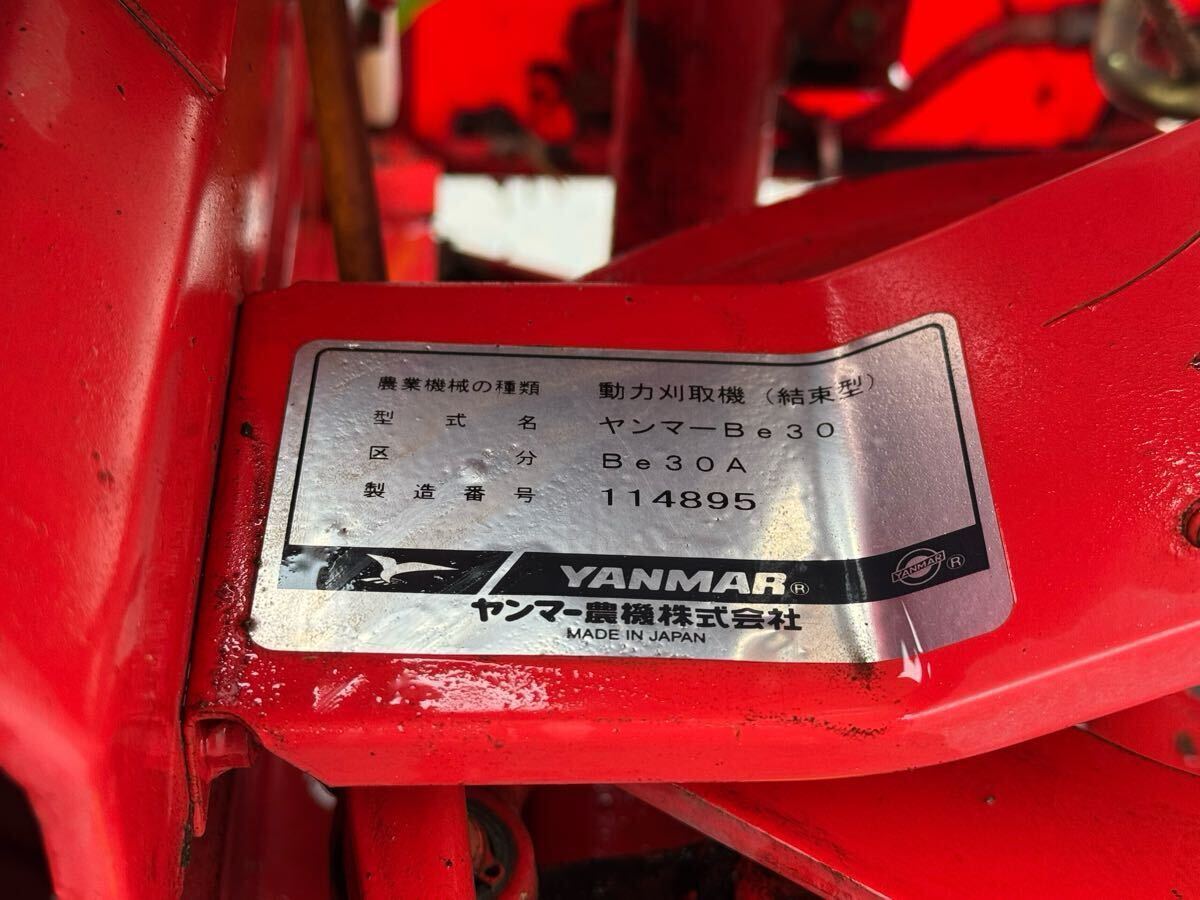 農業機械の種類 動力刈取機（結束型）
型式名 ヤンマーＢｅ３０
区分 Ｂｅ３０Ａ
製造番号 114895
YANMAR® YANMAR ®
ヤンマー農機株式会社
MADE IN JAPAN